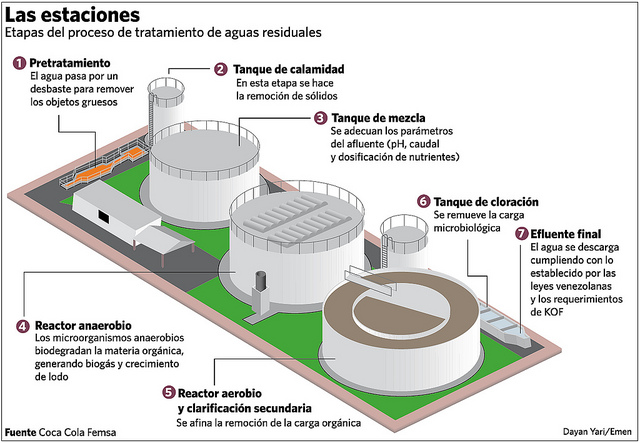 Las estaciones
Etapas del proceso de tratamiento de aguas residuales
1 Pretratamiento
El agua pasa por un
desbaste para remover
los objetos gruesos
2 Tanque de calamidad
En esta etapa se hace
la remoción de sólidos
3 Tanque de mezcla
Se adecuan los parámetros
del afluente (pH, caudal
y dosificación de nutrientes)
6 Tanque de cloración
Se remueve la carga
microbiológica
7 Efluente final
El agua se descarga
cumpliendo con lo
establecido por las
leyes venezolanas
y los requerimientos
de KOF
4 Reactor anaerobio
Los microorganismos anaerobios
biodegradan la materia orgánica,
generando biogás y crecimiento
de lodo
5 Reactor aerobio
y clarificación secundaria
Se afina la remoción de la carga orgánica
Fuente Coca Cola Femsa
Dayan Yari/Emen